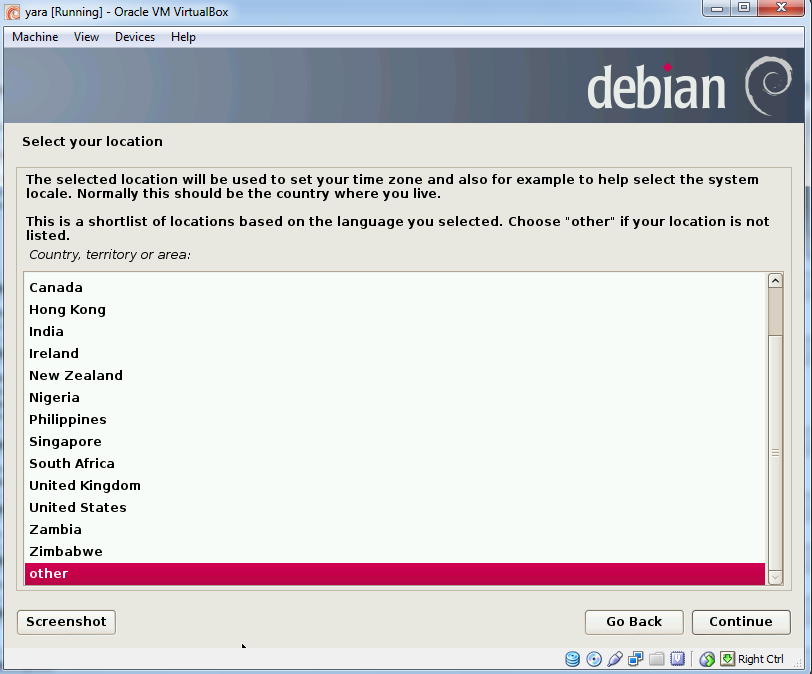 yara [Running] - Oracle VM VirtualBox
Machine View Devices Help
debian
Select your location
The selected location will be used to set your time zone and also for example to help select the system
locale. Normally this should be the country where you live.
This is a shortlist of locations based on the language you selected. Choose "other" if your location is not
listed.
Country, territory or area:
Canada
Hong Kong
India
Ireland
New Zealand
Nigeria
Philippines
Singapore
South Africa
United Kingdom
United States
Zambia
Zimbabwe
other
Screenshot Go Back Continue
Right Ctrl